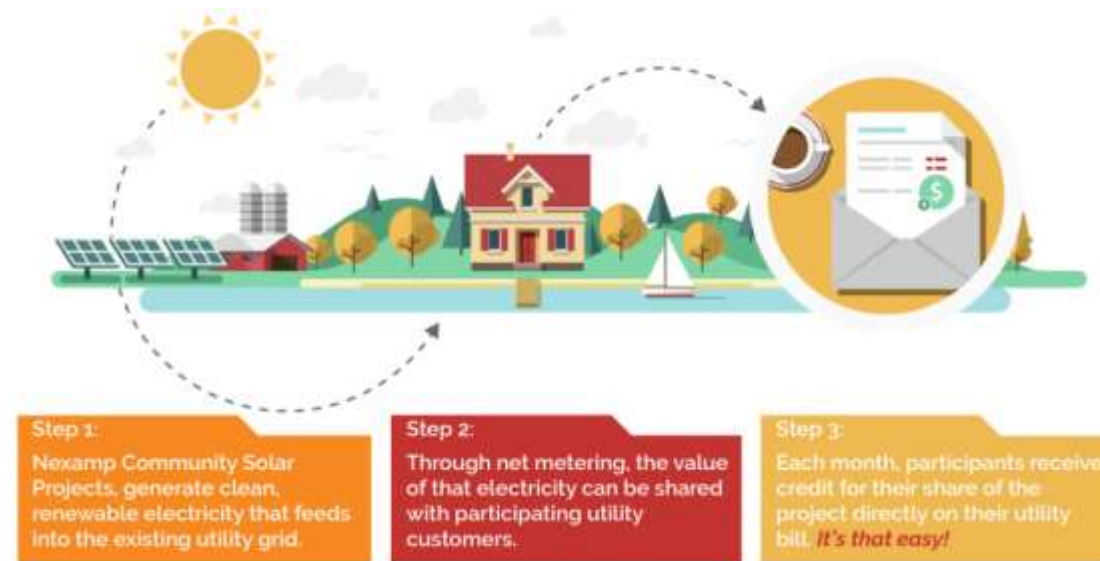 Step 1:
Nexamp Community Solar
Projects, generate clean,
renewable electricity that feeds
into the existing utility grid.
Step 2:
Through net metering, the value
of that electricity can be shared
with participating utility
customers.
Step 3:
Each month, participants receive
credit for their share of the
project directly on their utility
bill. It's that easy!
$